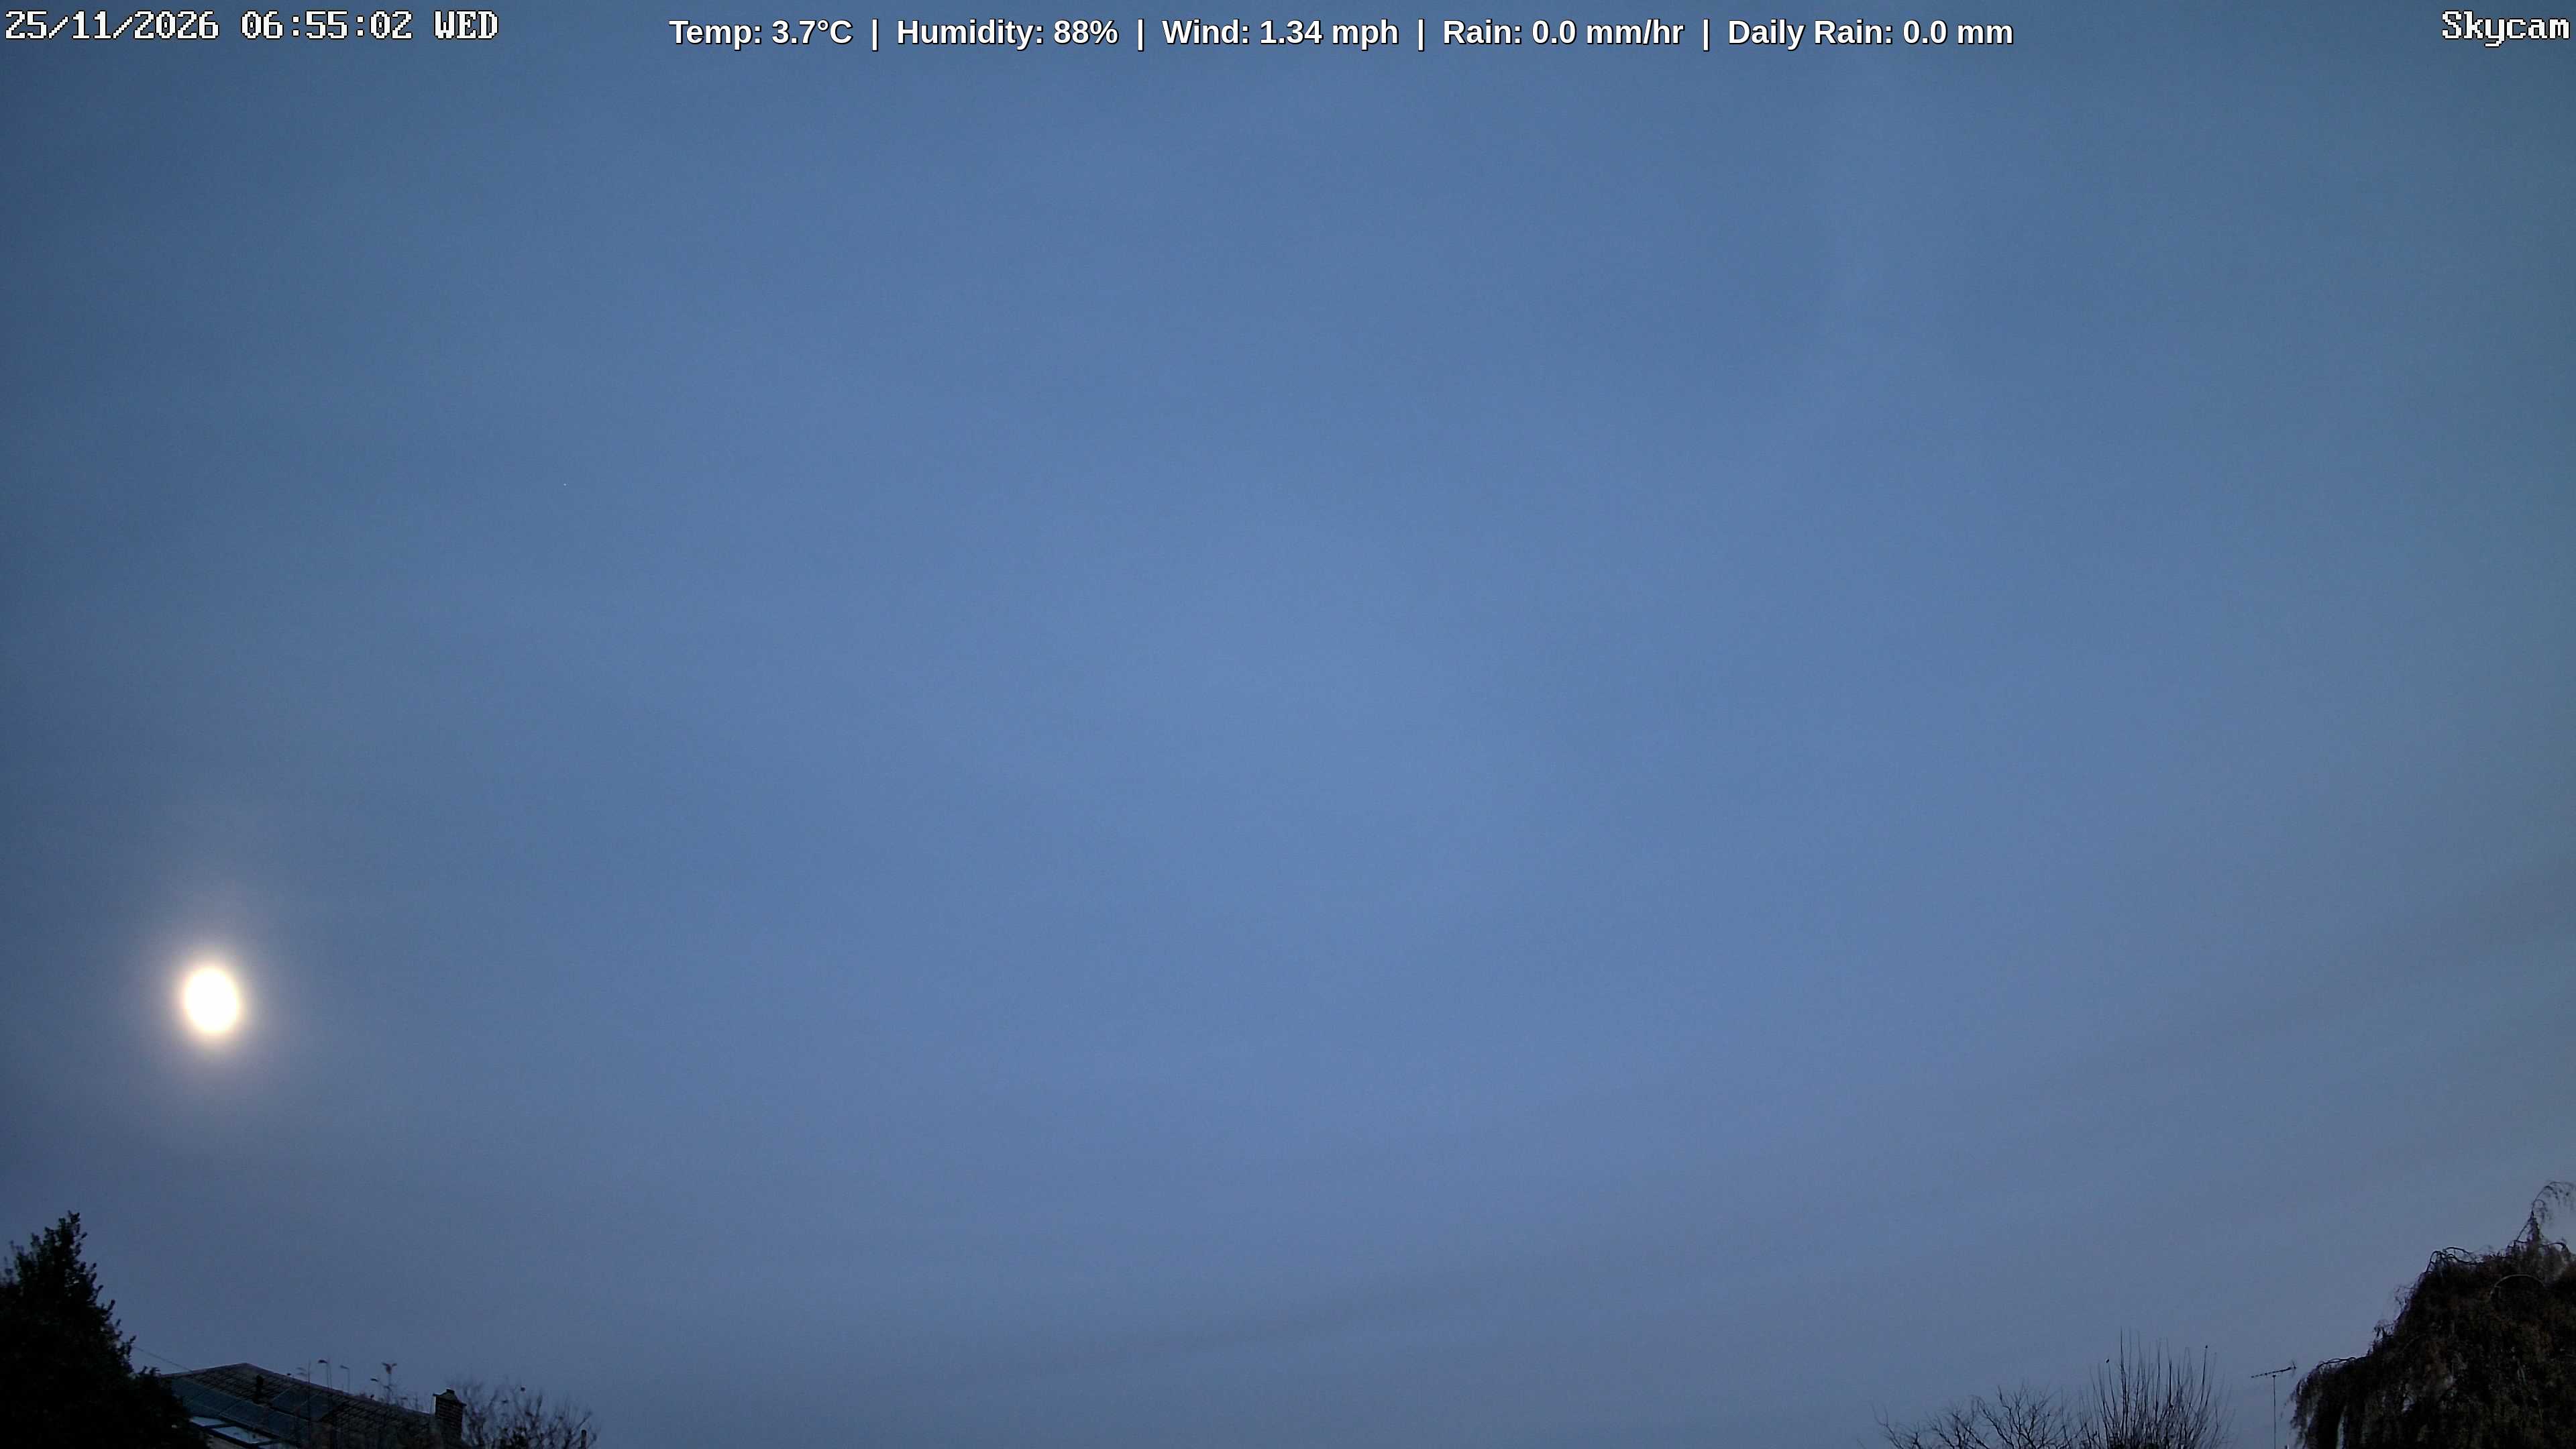 25/11/2026 06:55:02 WED
Temp: 3.7°C | Humidity: 88% | Wind: 1.34 mph | Rain: 0.0 mm/hr | Daily Rain: 0.0 mm
Skycam